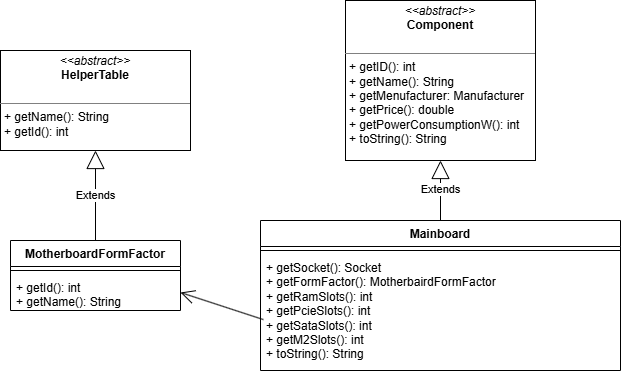 <<abstract>>
HelperTable
+ getName(): String
+ getId(): int
<<abstract>>
Component
+ getID(): int
+ getName(): String
+ getMenufacturer: Manufacturer
+ getPrice(): double
+ getPowerConsumptionW(): int
+ toString(): String
Extends
Extends
MotherboardFormFactor
+ getId(): int
+ getName(): String
Mainboard
+ getSocket(): Socket
+ getFormFactor(): MotherbairdFormFactor
+ getRamSlots(): int
+ getPcieSlots(): int
+ getSataSlots(): int
+ getM2Slots(): int
+ toString(): String